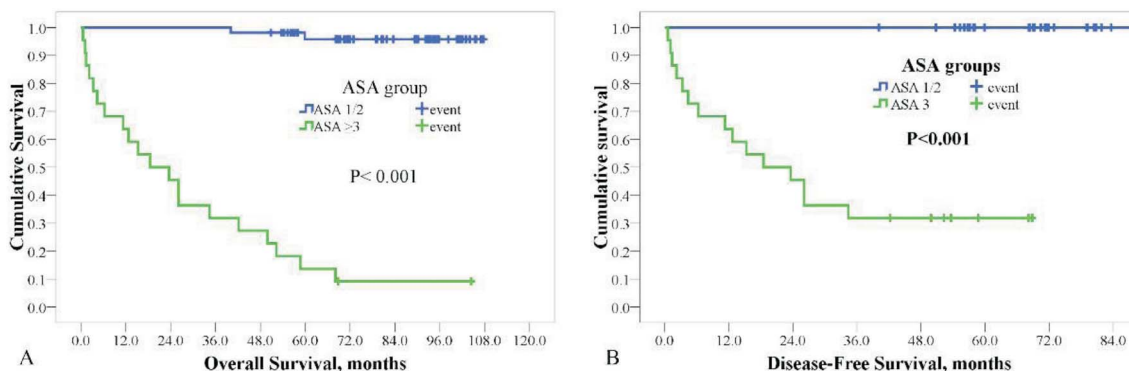 Cumulative Survival
1.0
0.9
0.8
0.7
0.6
0.5
0.4
0.3
0.2
0.1
0.0
ASA group
ASA 1/2 event
ASA >3 event
P< 0.001
0.0 12.0 24.0 36.0 48.0 60.0 72.0 84.0 96.0 108.0 120.0
Overall Survival, months
A
Cumulative survival
1.0
0.9
0.8
0.7
0.6
0.5
0.4
0.3
0.2
0.1
0.0
ASA groups
ASA 1/2 event
ASA 3 event
P<0.001
0.0 12.0 24.0 36.0 48.0 60.0 72.0 84.0
Disease-Free Survival, months
B